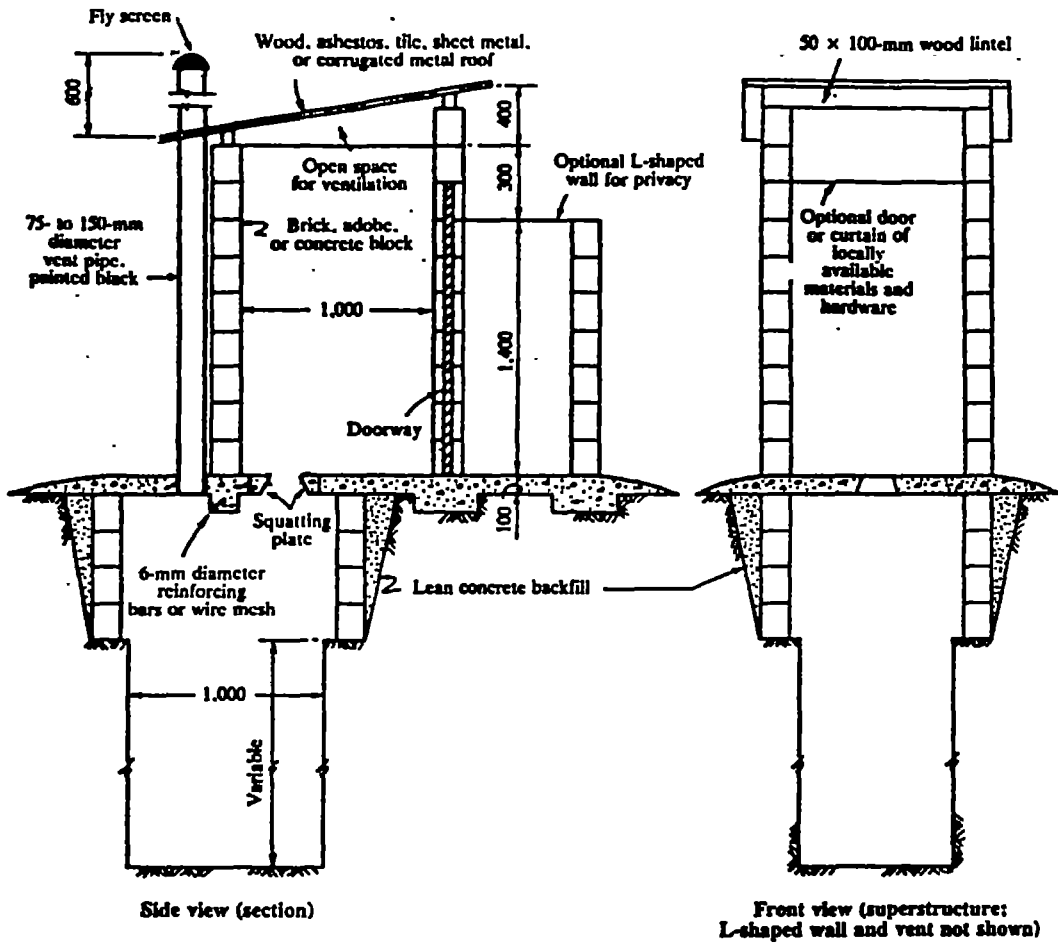 Fly screen
Wood, ashestos, tile, sheet metal,
or corrugated metal roof
50 × 100-mm wood lintel
600
400
Open space
for ventilation
300
Optional L-shaped
wall for privacy
75- to 150-mm
diameter
vent pipe,
painted black
Brick, adobe,
or concrete block
Optional door
or curtain of
locally
available
materials and
hardware
1,000
1,400
Doorway
Squatting
plate
100
6-mm diameter
reinforcing
bars or wire mesh
Lean concrete backfill
1,000
Variable
Side view (section)
Front view (superstructure:
L-shaped wall and vent not shown)